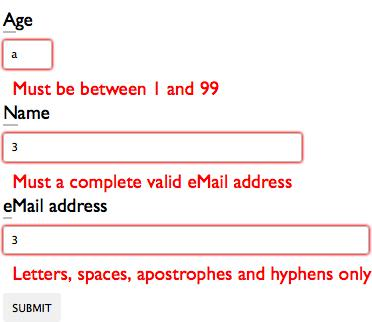 Age
a
Must be between 1 and 99
Name
3
Must a complete valid eMail address
eMail address
3
Letters, spaces, apostrophes and hyphens only
SUBMIT